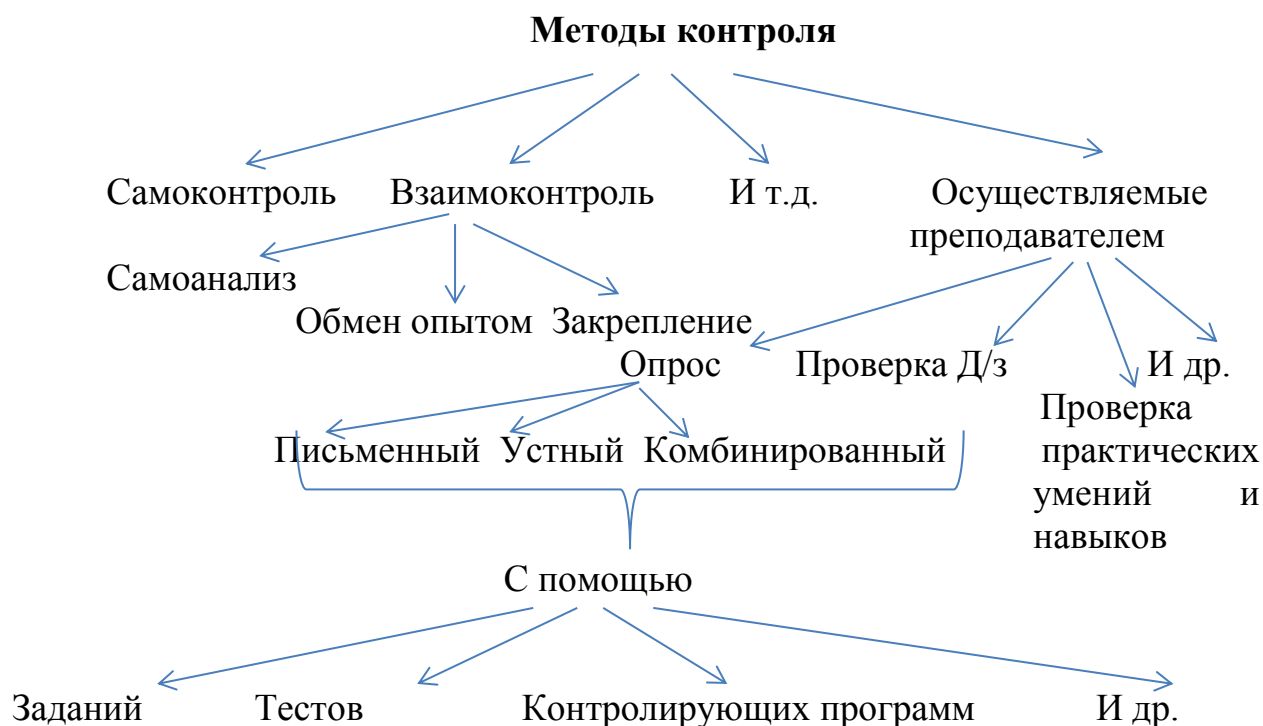 Методы контроля
Самоконтроль Взаимоконтроль И т.д. Осуществляемые
преподавателем
Самоанализ
Обмен опытом Закрепление
Опрос Проверка Д/з И др.
Проверка
Письменный Устный Комбинированный практических
умений и
навыков
С помощью
Заданий Тестов Контролирующих программ И др.